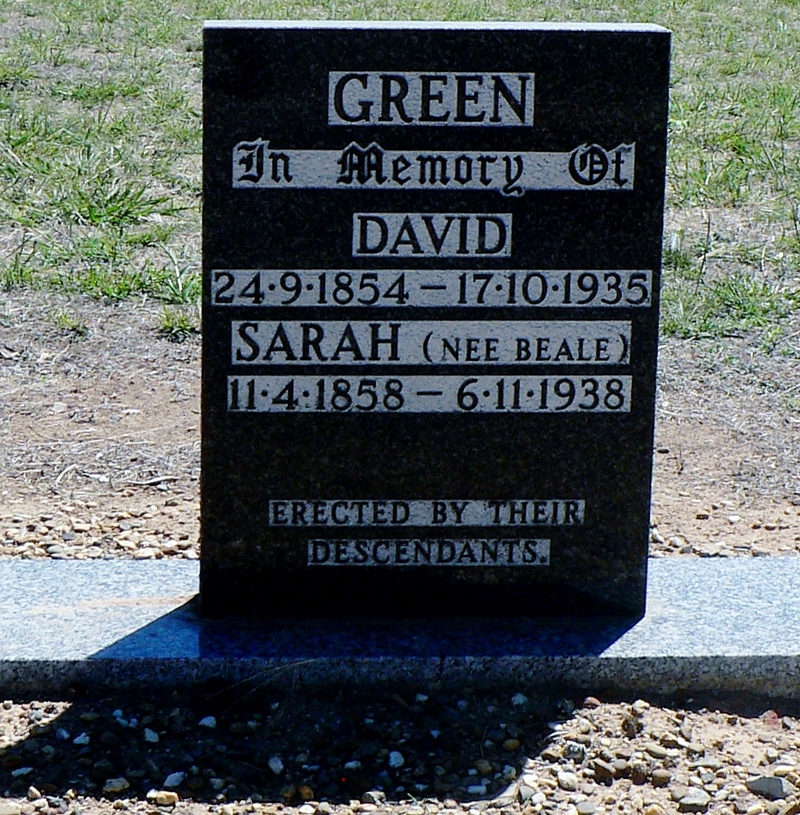 GREEN
In Memory Of
DAVID
24·9·1854 – 17·10·1935
SARAH (NEE BEALE)
11·4·1858 – 6·11·1938
ERECTED BY THEIR
DESCENDANTS.